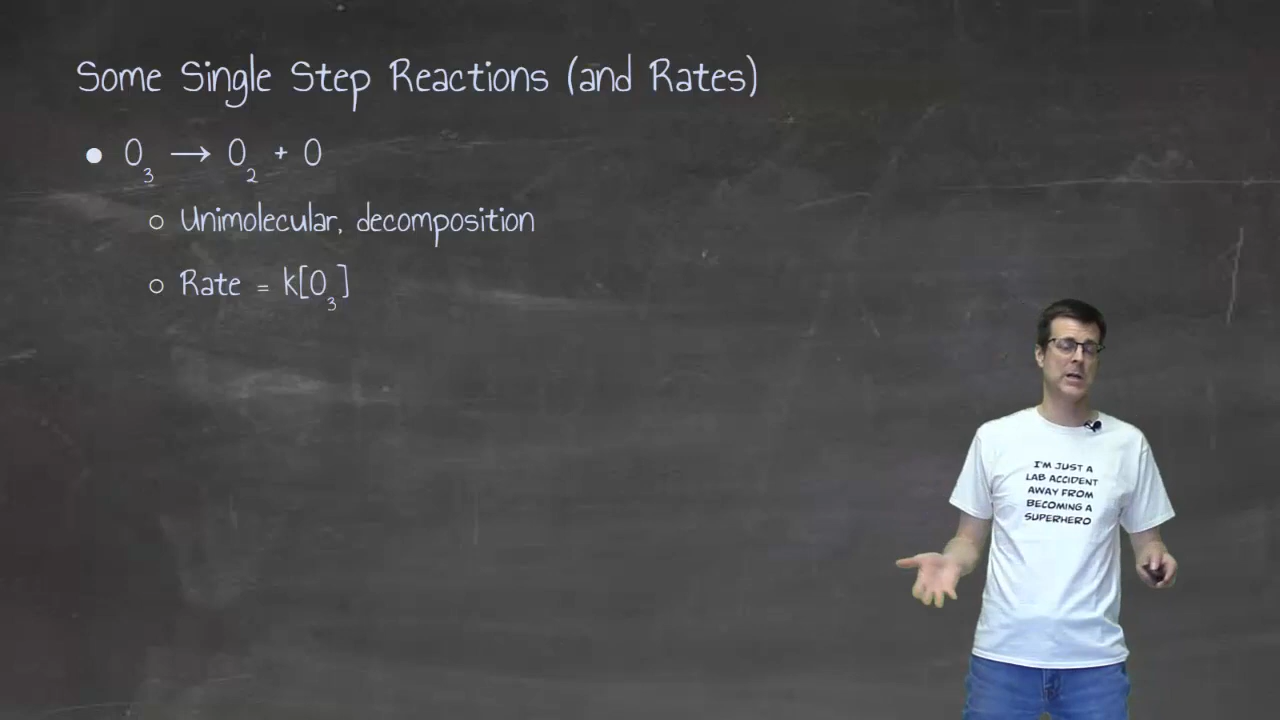 Some Single Step Reactions (and Rates)
● O₃ → O₂ + O
○ Unimolecular, decomposition
○ Rate = k[O₃]
I'M JUST A
LAB ACCIDENT
AWAY FROM
BECOMING A
SUPERHERO